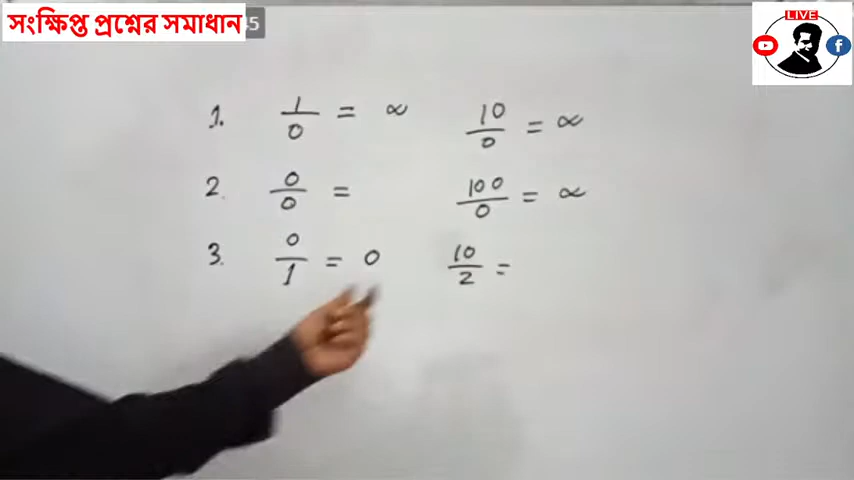 সংক্ষিপ্ত প্রশ্নের সমাধান
LIVE
1. 1/0 = ∞ 10/0 = ∞
2. 0/0 = 100/0 = ∞
3. 0/1 = 0 10/2 =